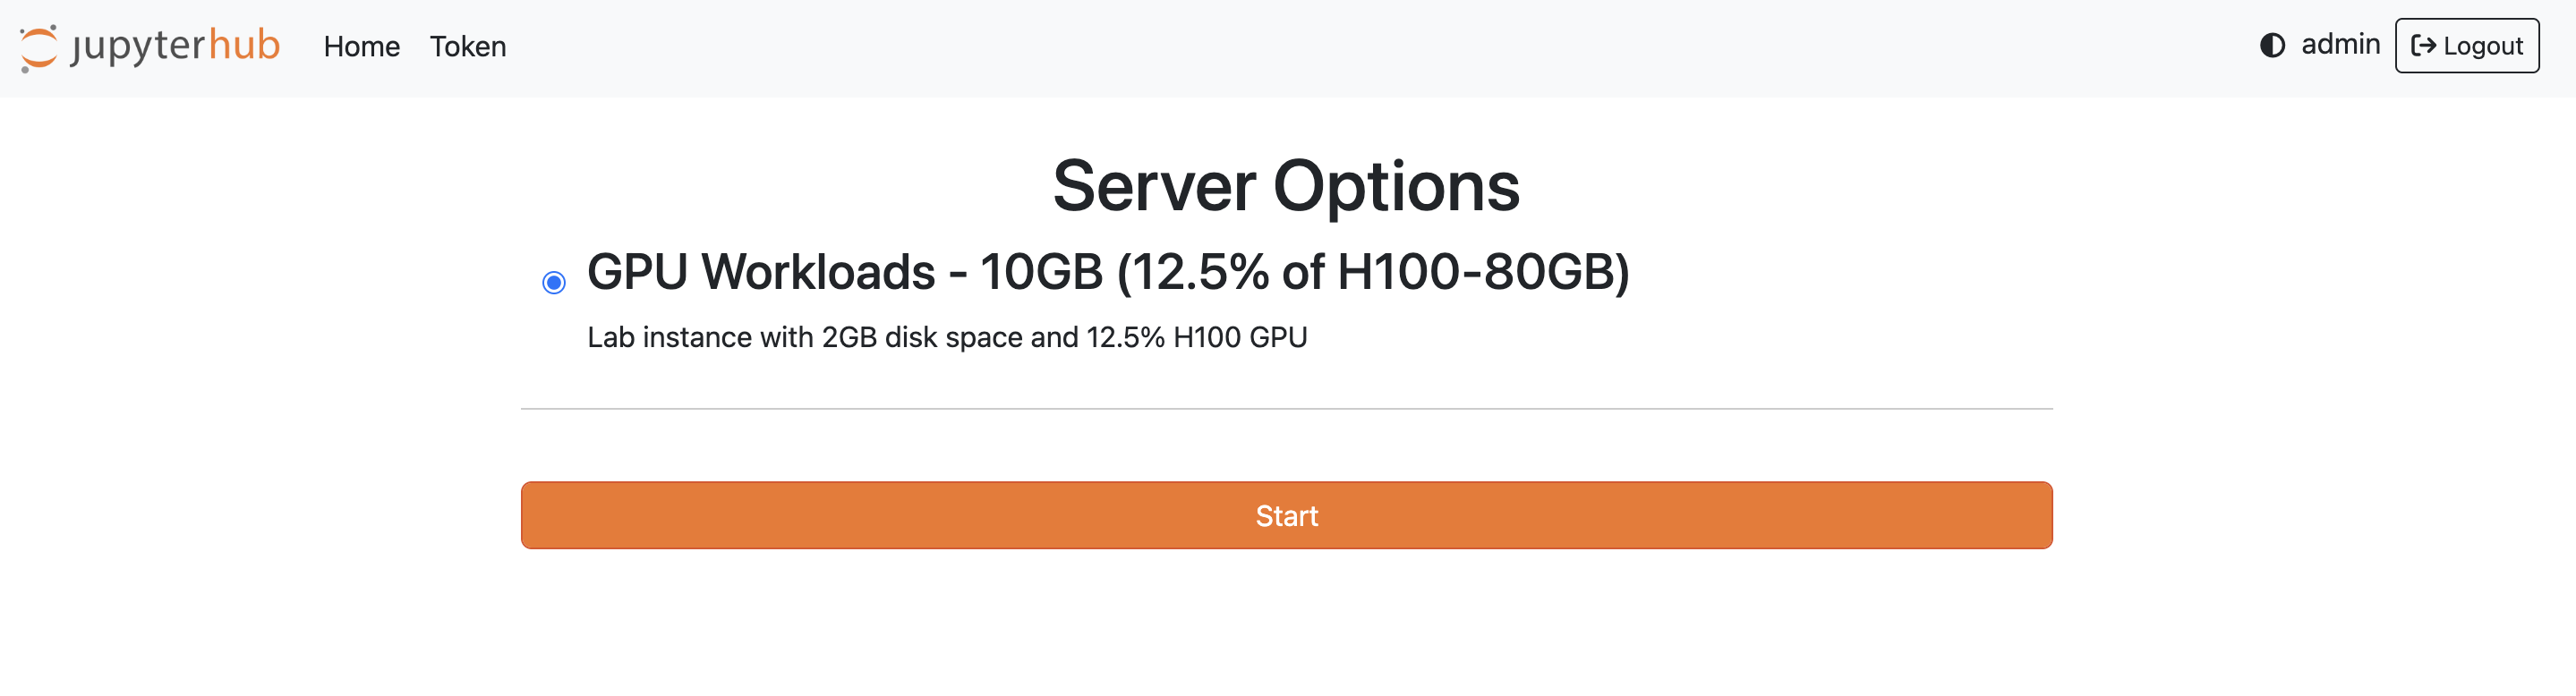 jupyterhub Home Token admin Logout
Server Options
GPU Workloads - 10GB (12.5% of H100-80GB)
Lab instance with 2GB disk space and 12.5% H100 GPU
Start